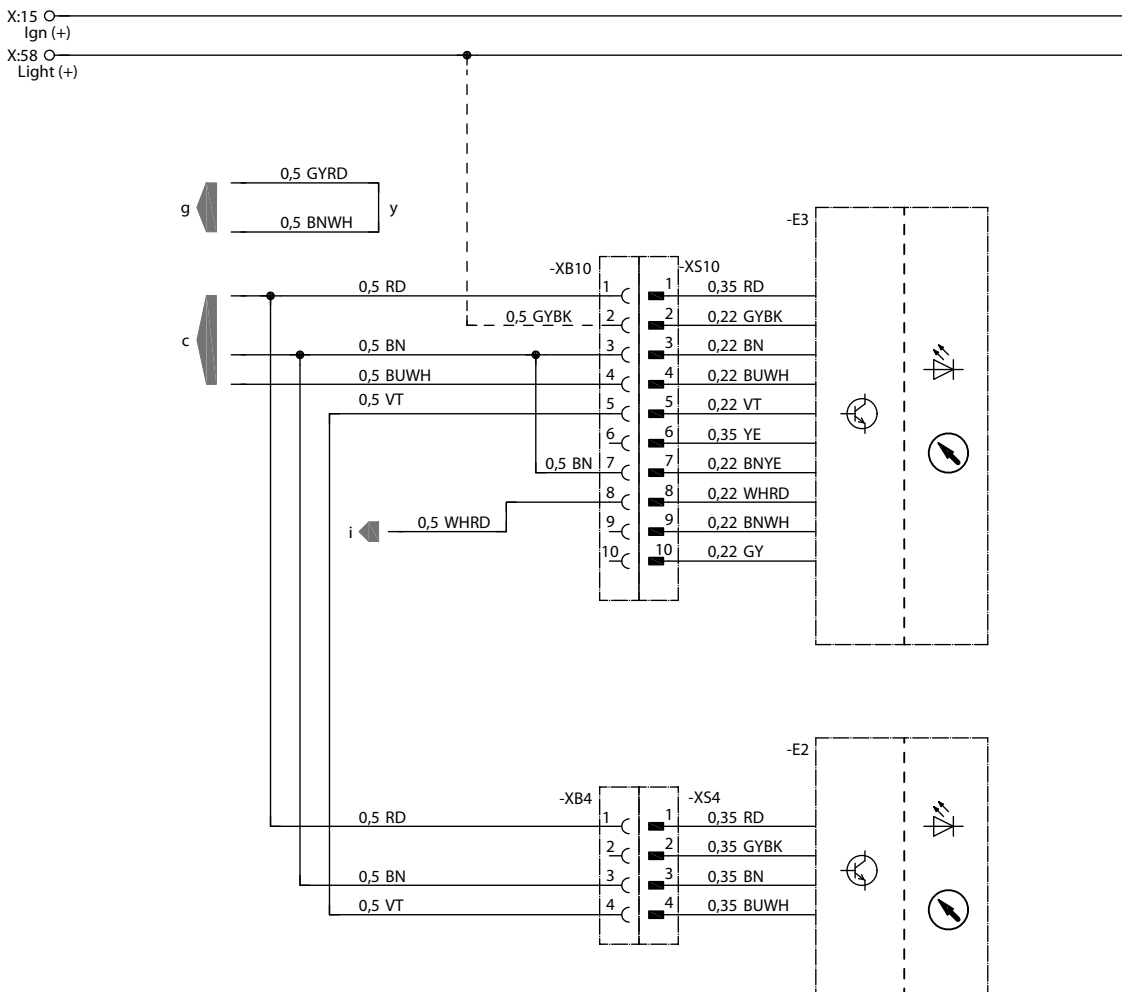 X:15
Ign (+)
X:58
Light (+)
0,5 GYRD
g
y
0,5 BNWH
-E3
-XB10
-XS10
0,5 RD
1
1
0,35 RD
0,5 GYBK
2
2
0,22 GYBK
c
0,5 BN
3
3
0,22 BN
0,5 BUWH
4
4
0,22 BUWH
0,5 VT
5
5
0,22 VT
6
6
0,35 YE
0,5 BN
7
7
0,22 BNYE
8
8
0,22 WHRD
i
0,5 WHRD
9
9
0,22 BNWH
10
10
0,22 GY
-E2
-XB4
-XS4
0,5 RD
1
1
0,35 RD
2
2
0,35 GYBK
0,5 BN
3
3
0,35 BN
0,5 VT
4
4
0,35 BUWH